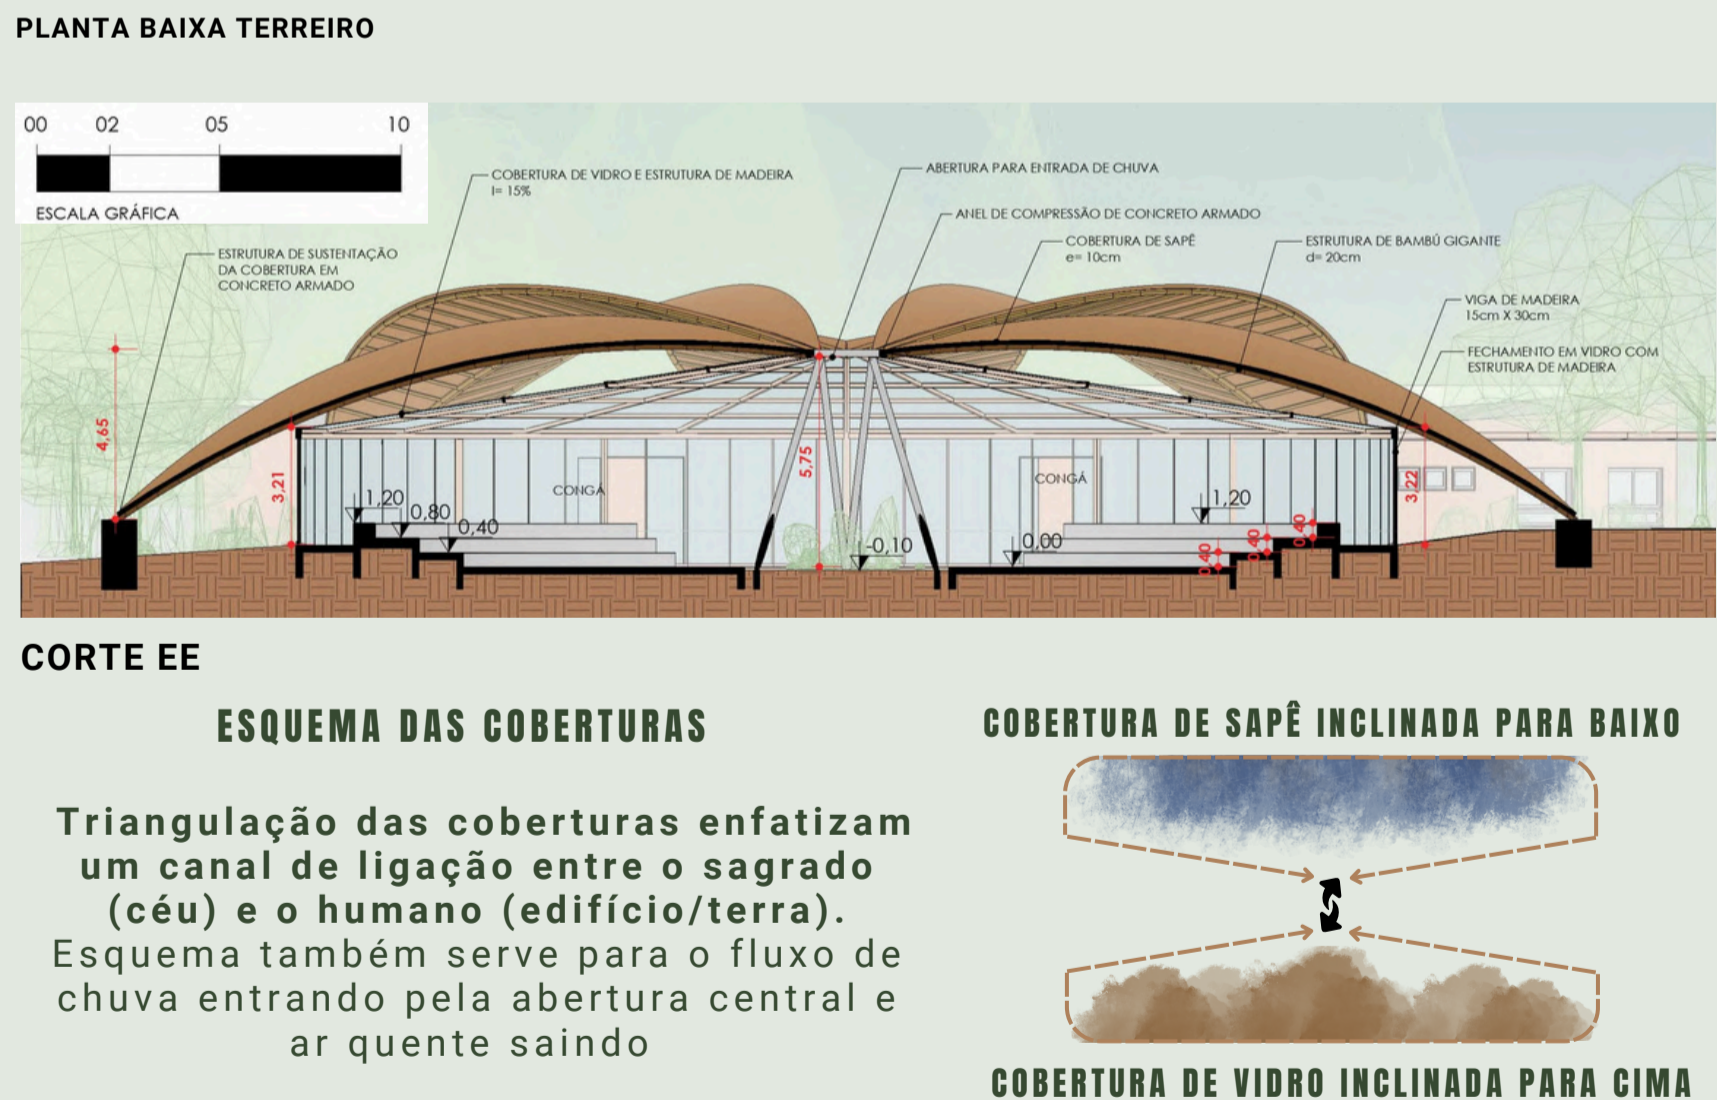 PLANTA BAIXA TERREIRO
00 02 05 10
ESCALA GRÁFICA
COBERTURA DE VIDRO E ESTRUTURA DE MADEIRA
I= 15%
ABERTURA PARA ENTRADA DE CHUVA
ANEL DE COMPRESSÃO DE CONCRETO ARMADO
COBERTURA DE SAPÊ
e= 10cm
ESTRUTURA DE BAMBÚ GIGANTE
d= 20cm
ESTRUTURA DE SUSTENTAÇÃO
DA COBERTURA EM
CONCRETO ARMADO
VIGA DE MADEIRA
15cm X 30cm
FECHAMENTO EM VIDRO COM
ESTRUTURA DE MADEIRA
4,65
3,21
5,75
3,22
CONGÁ
CONGÁ
1,20
0,80
0,40
-0,10
0,00
1,20
0,40
0,40
0,40
CORTE EE
ESQUEMA DAS COBERTURAS
Triangulação das coberturas enfatizam
um canal de ligação entre o sagrado
(céu) e o humano (edifício/terra).
Esquema também serve para o fluxo de
chuva entrando pela abertura central e
ar quente saindo
COBERTURA DE SAPÊ INCLINADA PARA BAIXO
COBERTURA DE VIDRO INCLINADA PARA CIMA